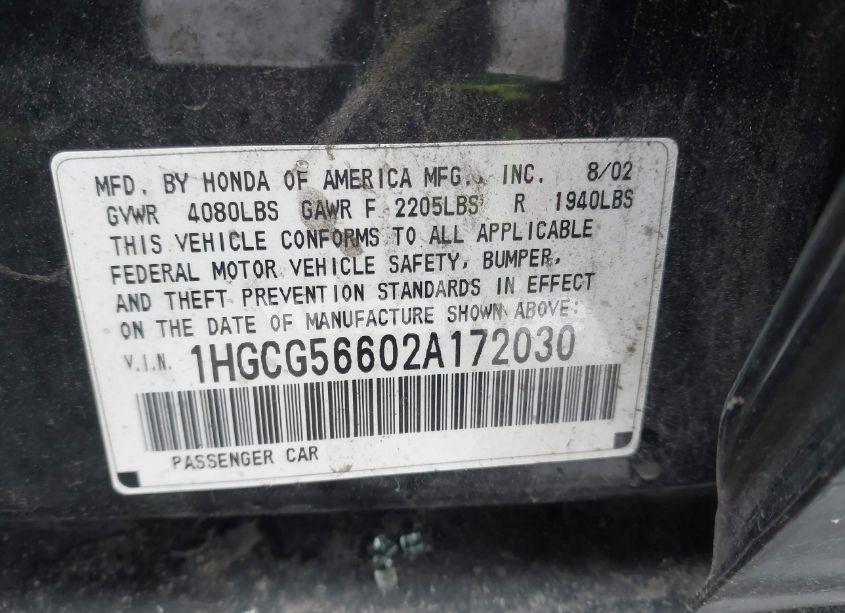 MFD. BY HONDA OF AMERICA MFG., INC. 8/02
GVWR 4080LBS GAWR F 2205LBS R 1940LBS
THIS VEHICLE CONFORMS TO ALL APPLICABLE
FEDERAL MOTOR VEHICLE SAFETY, BUMPER,
AND THEFT PREVENTION STANDARDS IN EFFECT
ON THE DATE OF MANUFACTURE SHOWN ABOVE:
V.I.N. 1HGCG56602A172030
PASSENGER CAR